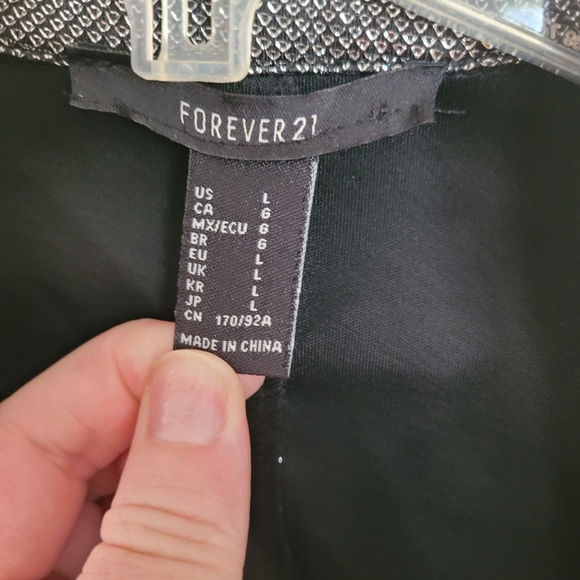 FOREVER 21
US L
CA G
MX/ECU G
BR G
EU L
UK L
KR L
JP L
CN 170/92A
MADE IN CHINA